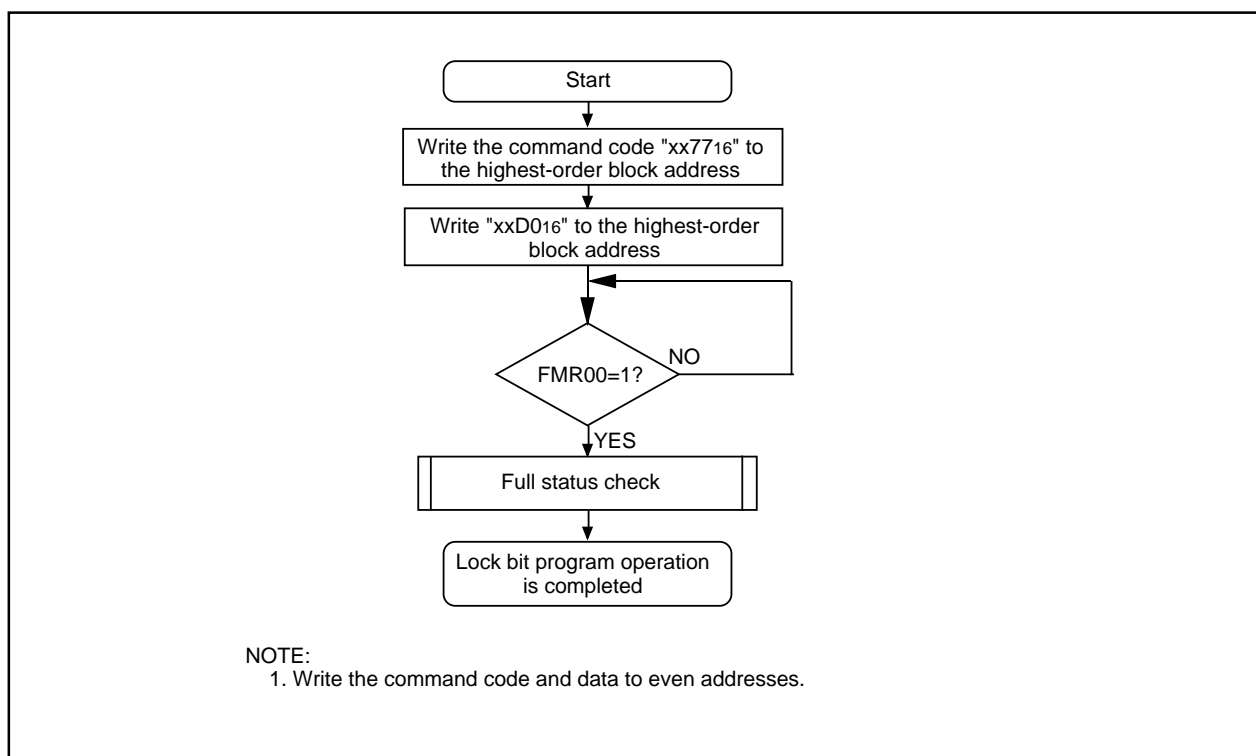 Start
Write the command code "xx7716" to
the highest-order block address
Write "xxD016" to the highest-order
block address
FMR00=1?
NO
YES
Full status check
Lock bit program operation
is completed
NOTE:
1. Write the command code and data to even addresses.